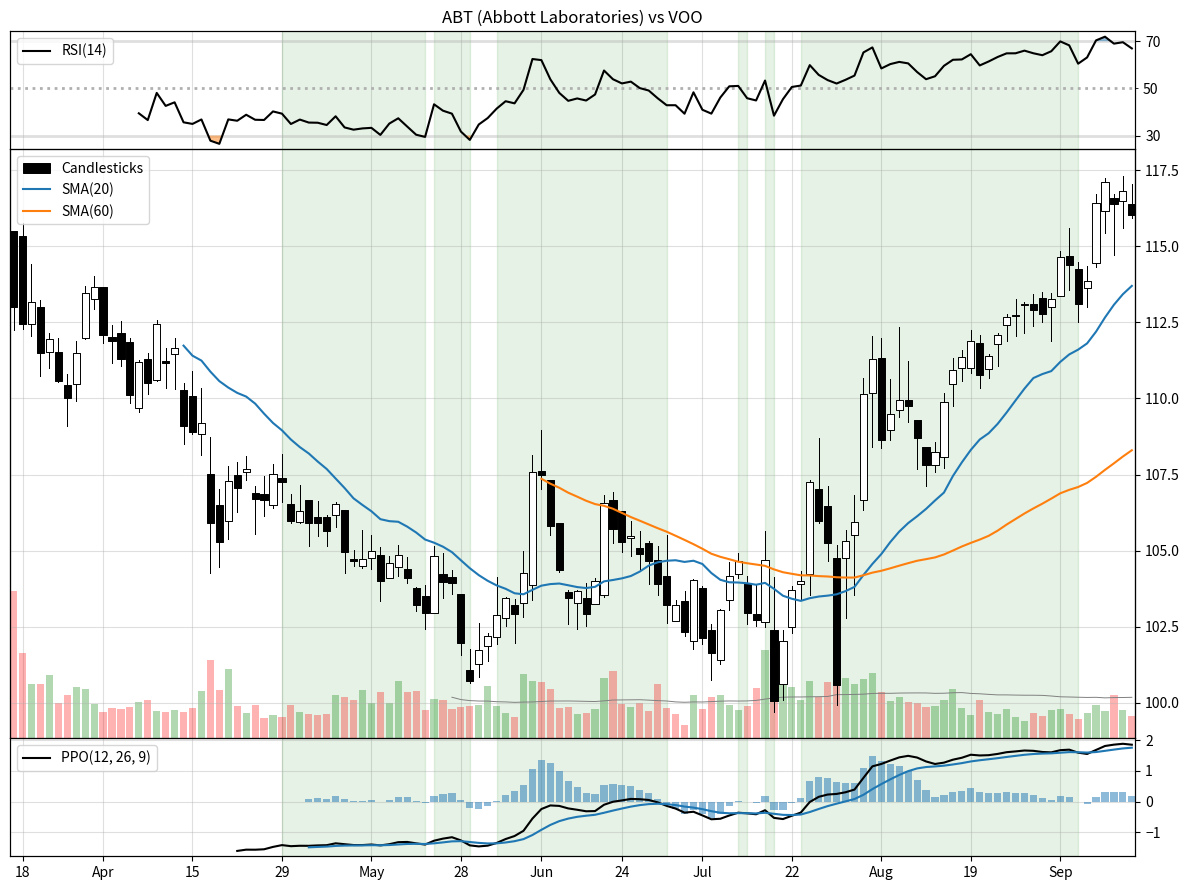 ABT (Abbott Laboratories) vs VOO
RSI(14)
70
50
30
Candlesticks
SMA(20)
SMA(60)
117.5
115.0
112.5
110.0
107.5
105.0
102.5
100.0
PPO(12, 26, 9)
2
1
0
−1
18 Apr 15 29 May 28 Jun 24 Jul 22 Aug 19 Sep